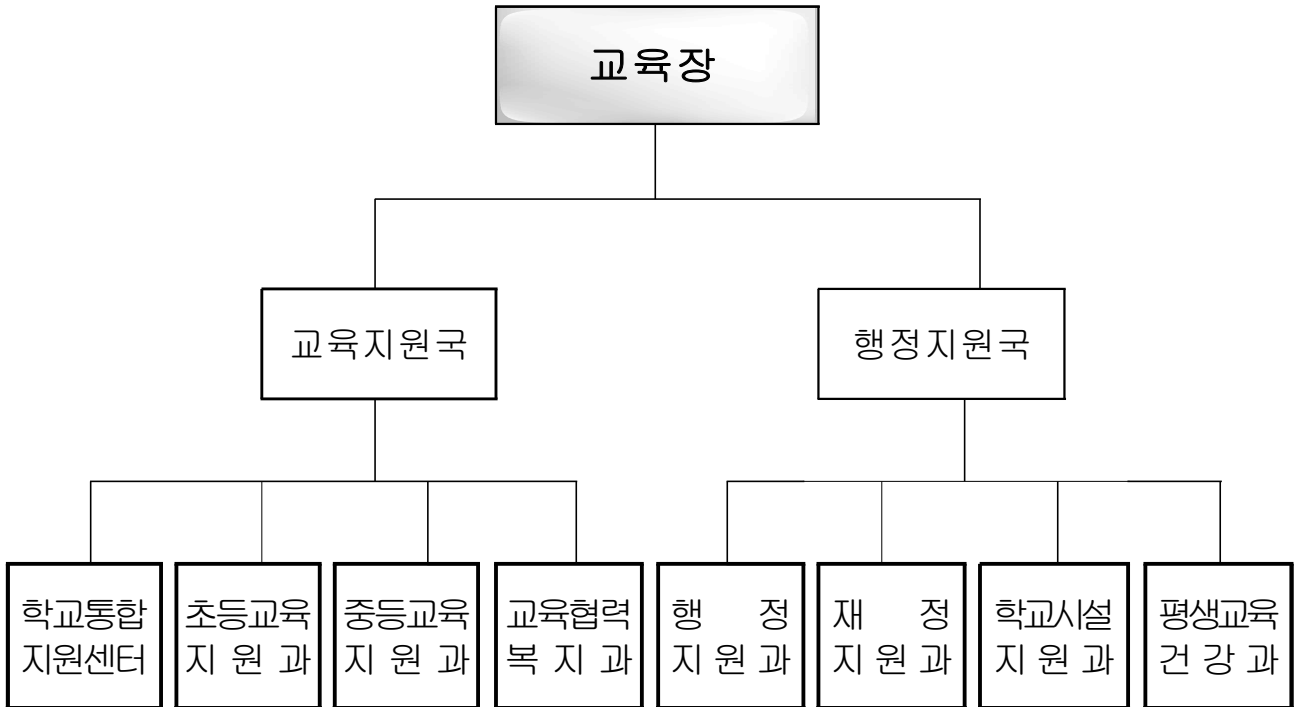 교육장
교육지원국
행정지원국
학교통합
지원센터
초등교육
지 원 과
중등교육
지 원 과
교육협력
복 지 과
행 정
지 원 과
재 정
지 원 과
학교시설
지 원 과
평생교육
건 강 과